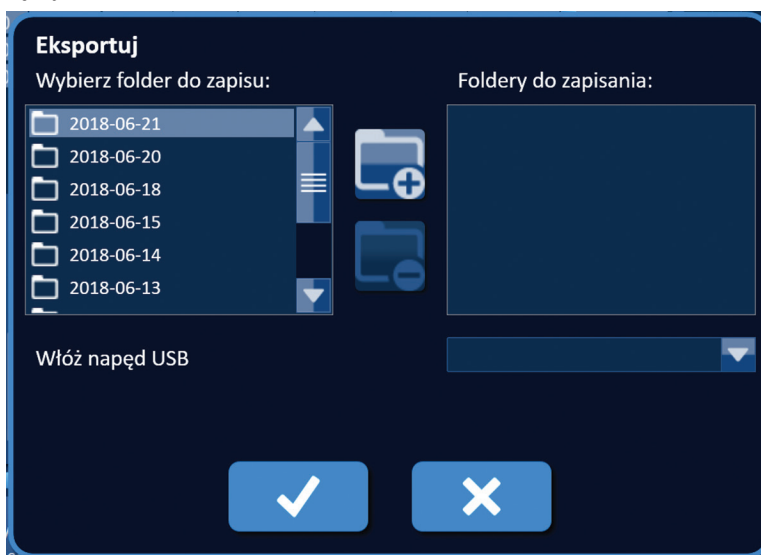 Eksportuj
Wybierz folder do zapisu:
Foldery do zapisania:
2018-06-21
2018-06-20
2018-06-18
2018-06-15
2018-06-14
2018-06-13
Włóż napęd USB